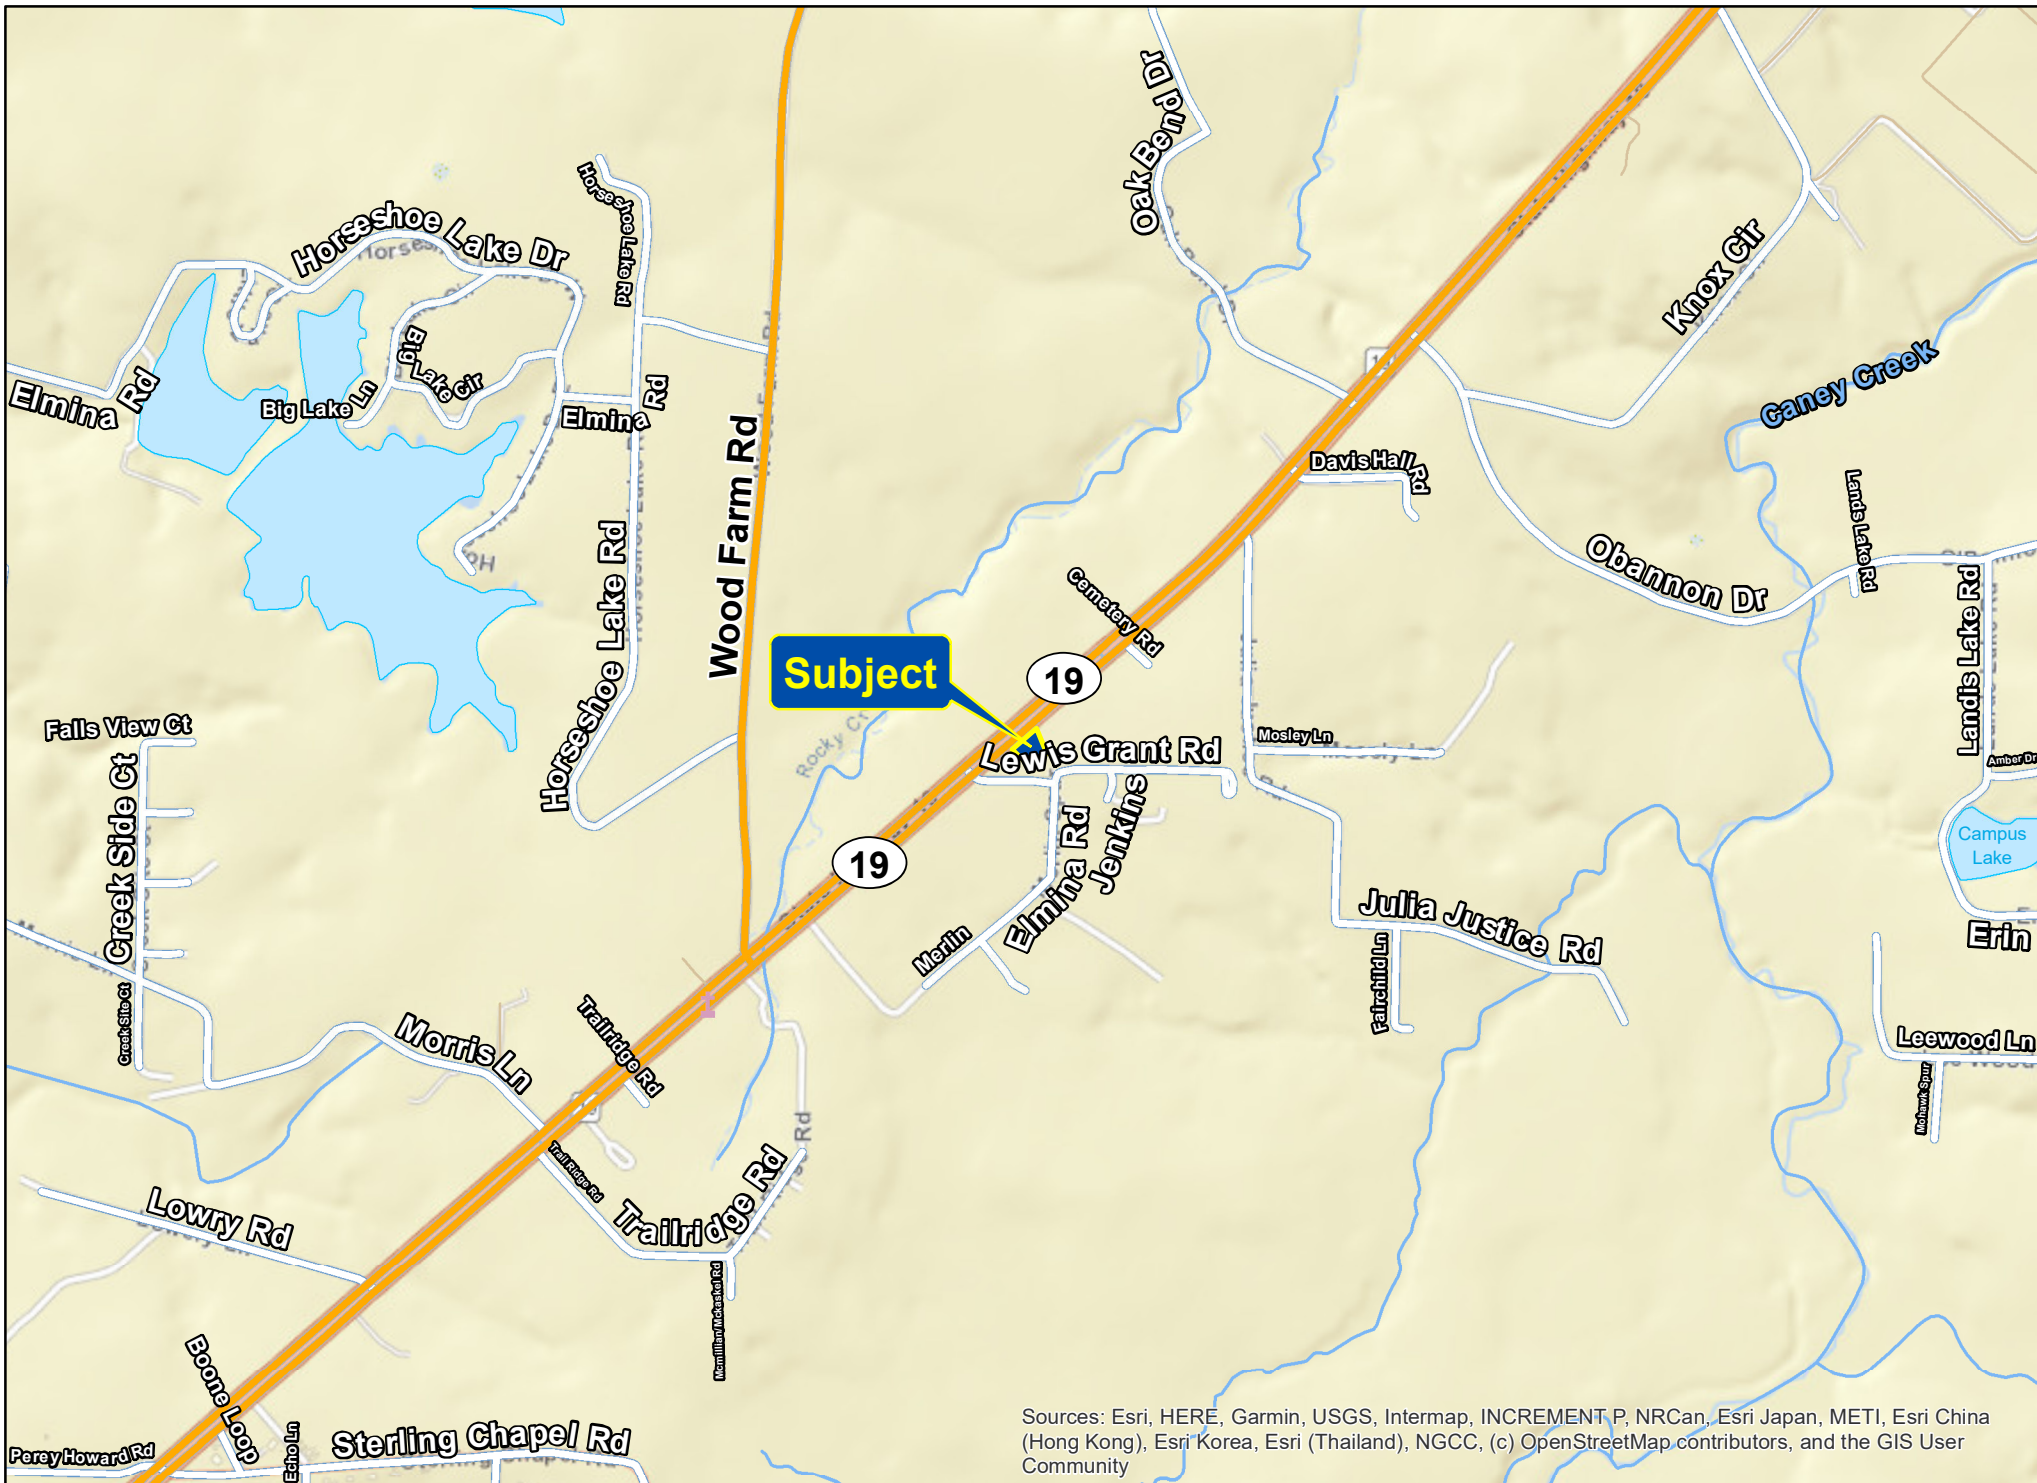 Oak Bend Dr
Horseshoe Lake Rd
Horseshoe Lake Dr
Knox Cir
Big Lake Cir
Caney Creek
Elmina Rd
Big Lake Ln
Elmina Rd
Wood Farm Rd
Davis Hall Rd
Lands Lake Rd
Obannon Dr
Horseshoe Lake Rd
Cemetery Rd
Landis Lake Rd
Subject
19
Falls View Ct
Rocky Cr
Lewis Grant Rd
Mosley Ln
Amber Dr
Creek Side Ct
Jenkins
Elmina Rd
Campus
Lake
19
Julia Justice Rd
Merlin
Erin
Fairchild Ln
Creek Site Ct
Morris Ln
Trailridge Rd
Leewood Ln
Mohawk Spur
Trail Ridge Rd
Trailridge Rd
Lowry Rd
Mcmillian/Mckaskel Rd
Boone Loop
Echo Ln
Sterling Chapel Rd
Perey Howard Rd
Sources: Esri, HERE, Garmin, USGS, Intermap, INCREMENT P, NRCan, Esri Japan, METI, Esri China
(Hong Kong), Esri Korea, Esri (Thailand), NGCC, (c) OpenStreetMap contributors, and the GIS User
Community